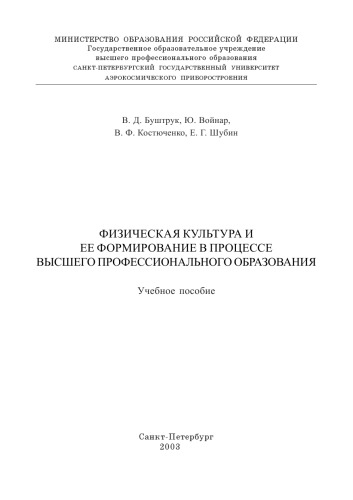 МИНИСТЕРСТВО ОБРАЗОВАНИЯ РОССИЙСКОЙ ФЕДЕРАЦИИ
Государственное образовательное учреждение
высшего профессионального образования
САНКТ-ПЕТЕРБУРГСКИЙ ГОСУДАРСТВЕННЫЙ УНИВЕРСИТЕТ
АЭРОКОСМИЧЕСКОГО ПРИБОРОСТРОЕНИЯ
В. Д. Буштрук, Ю. Войнар,
В. Ф. Костюченко, Е. Г. Шубин
ФИЗИЧЕСКАЯ КУЛЬТУРА И
ЕЕ ФОРМИРОВАНИЕ В ПРОЦЕССЕ
ВЫСШЕГО ПРОФЕССИОНАЛЬНОГО ОБРАЗОВАНИЯ
Учебное пособие
Санкт-Петербург
2003